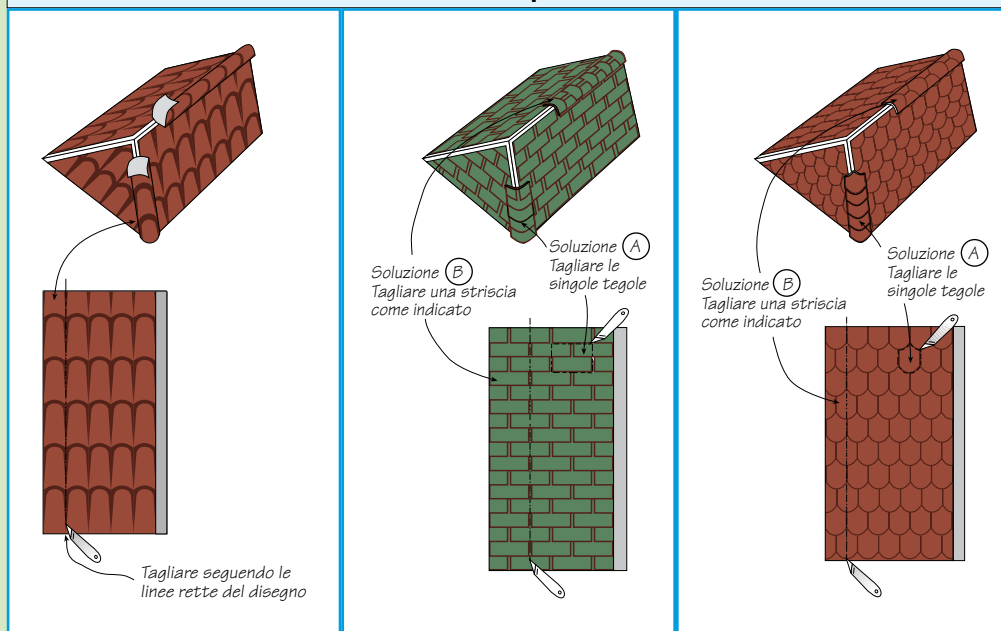 Tagliare seguendo le
linee rette del disegno
Soluzione B
Tagliare una striscia
come indicato
Soluzione A
Tagliare le
singole tegole
Soluzione B
Tagliare una striscia
come indicato
Soluzione A
Tagliare le
singole tegole